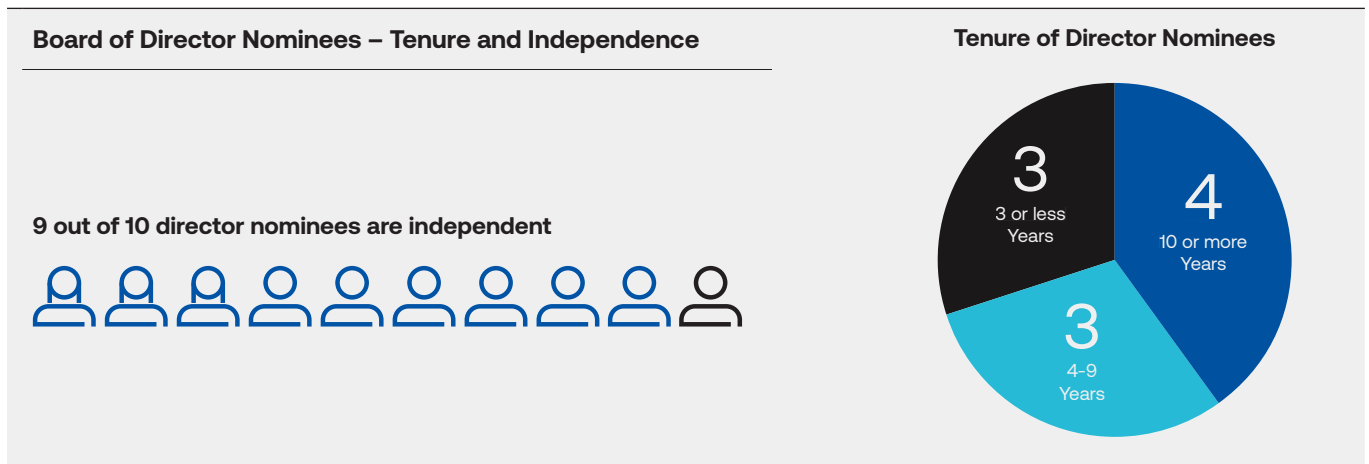 Board of Director Nominees – Tenure and Independence
9 out of 10 director nominees are independent
Tenure of Director Nominees
3
3 or less
Years
4
10 or more
Years
3
4-9
Years